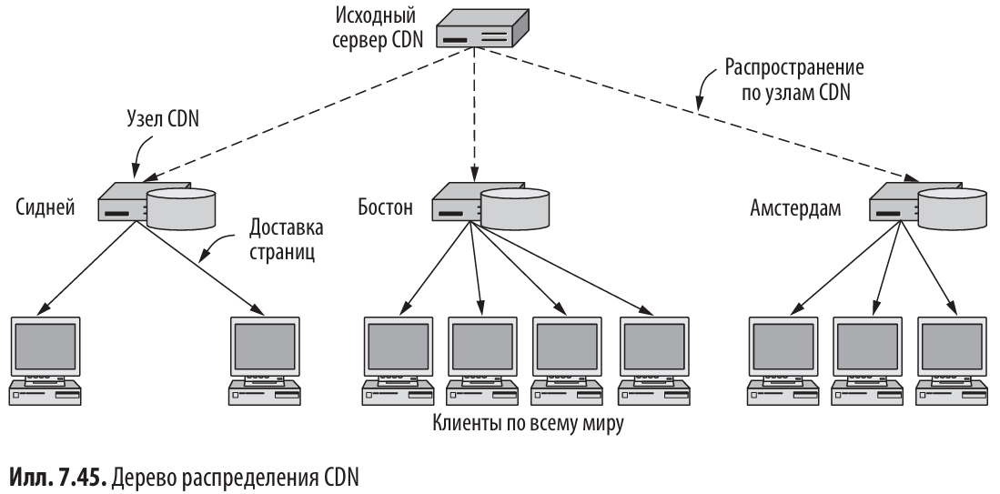 Исходный
сервер CDN
Распространение
по узлам CDN
Узел CDN
Сидней
Бостон
Амстердам
Доставка
страниц
Клиенты по всему миру
Илл. 7.45. Дерево распределения CDN